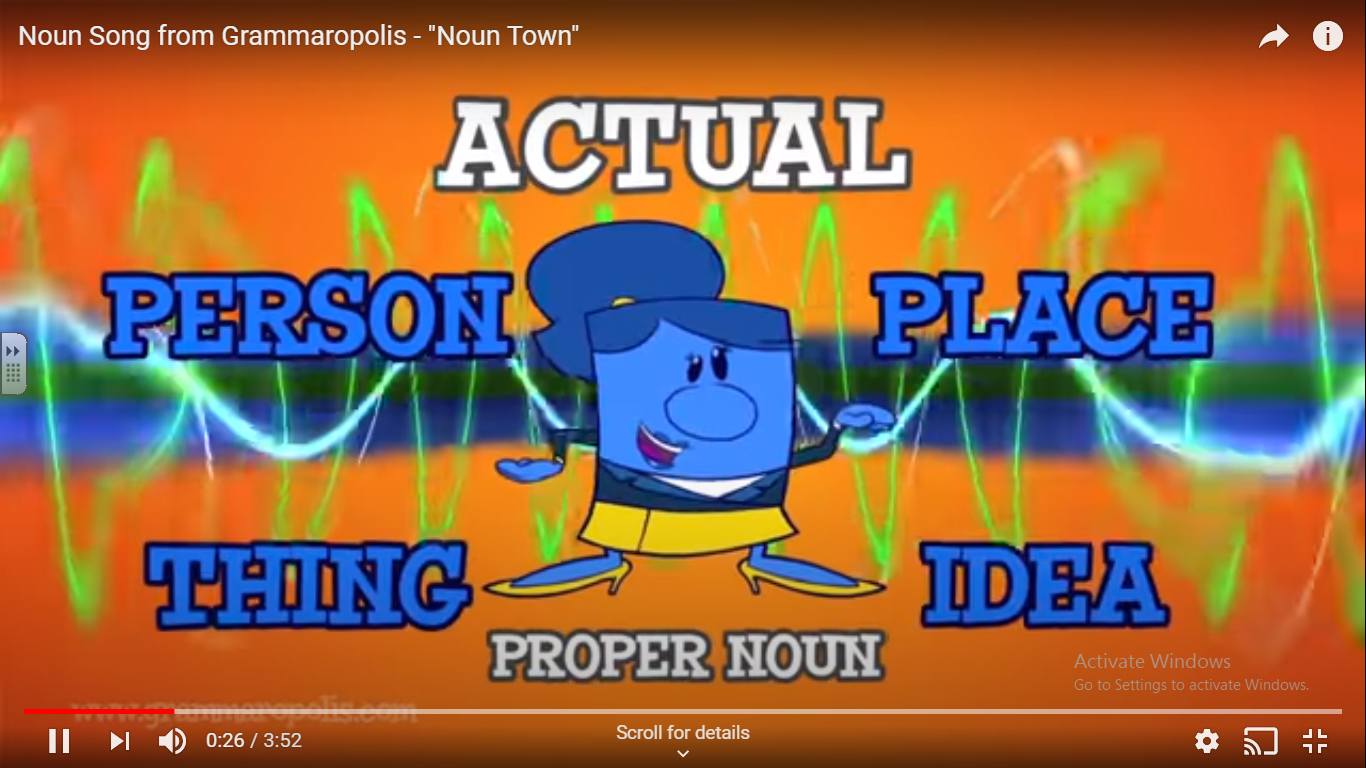 Noun Song from Grammaropolis - "Noun Town"
ACTUAL
PERSON
PLACE
THING
IDEA
PROPER NOUN
Activate Windows
Go to Settings to activate Windows.
www.grammaropolis.com
0:26 / 3:52
Scroll for details